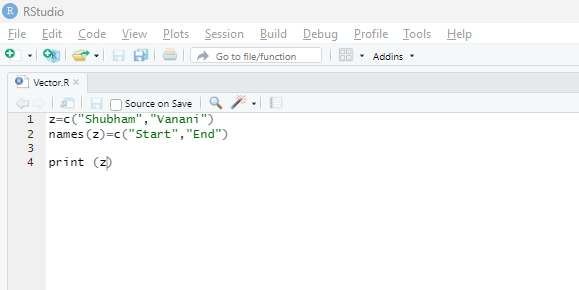 R RStudio
File Edit Code View Plots Session Build Debug Profile Tools Help
Go to file/function Addins
Vector.R
Source on Save
1 z=c("Shubham","Vanani")
2 names(z)=c("Start","End")
3
4 print (z)